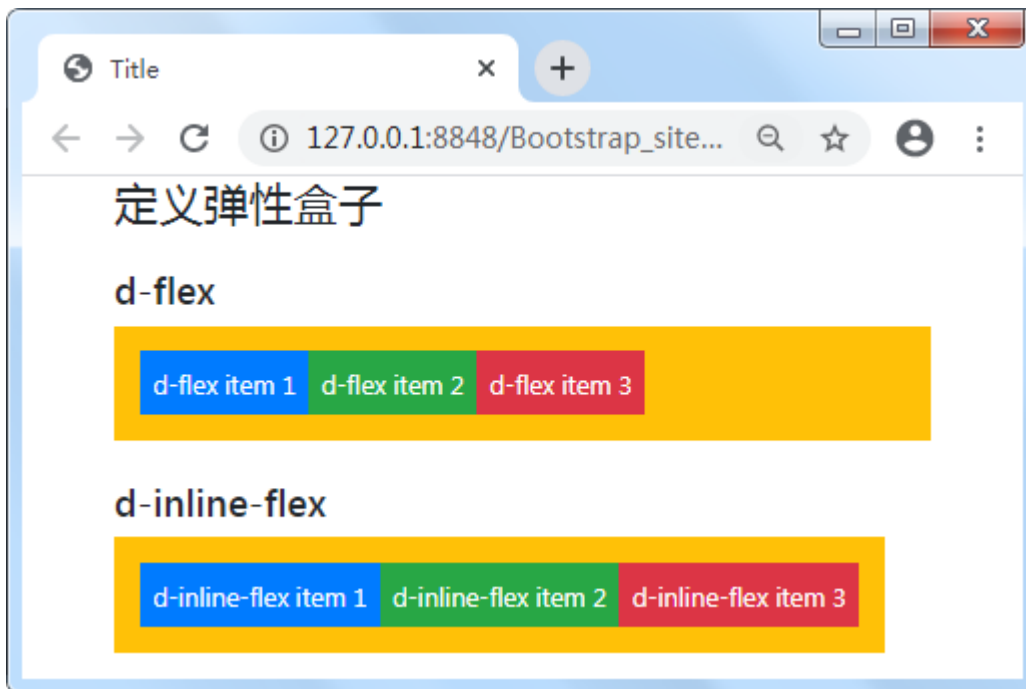 Title
127.0.0.1:8848/Bootstrap_site...
定义弹性盒子
d-flex
d-flex item 1 d-flex item 2 d-flex item 3
d-inline-flex
d-inline-flex item 1 d-inline-flex item 2 d-inline-flex item 3